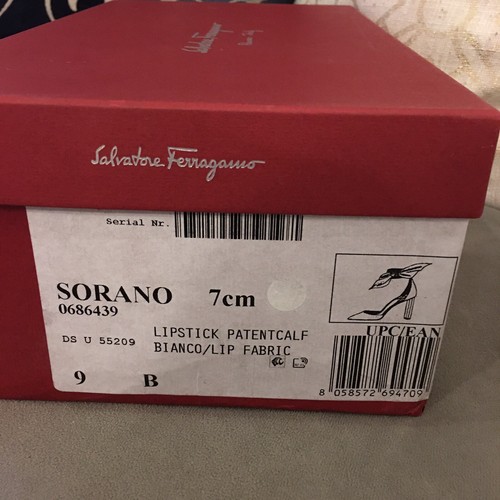 Salvatore Ferragamo
Serial Nr.
SORANO 7cm
0686439
UPC/EAN
DS U 55209
LIPSTICK PATENTCALF
BIANCO/LIP FABRIC
9 B
8 058572 694709